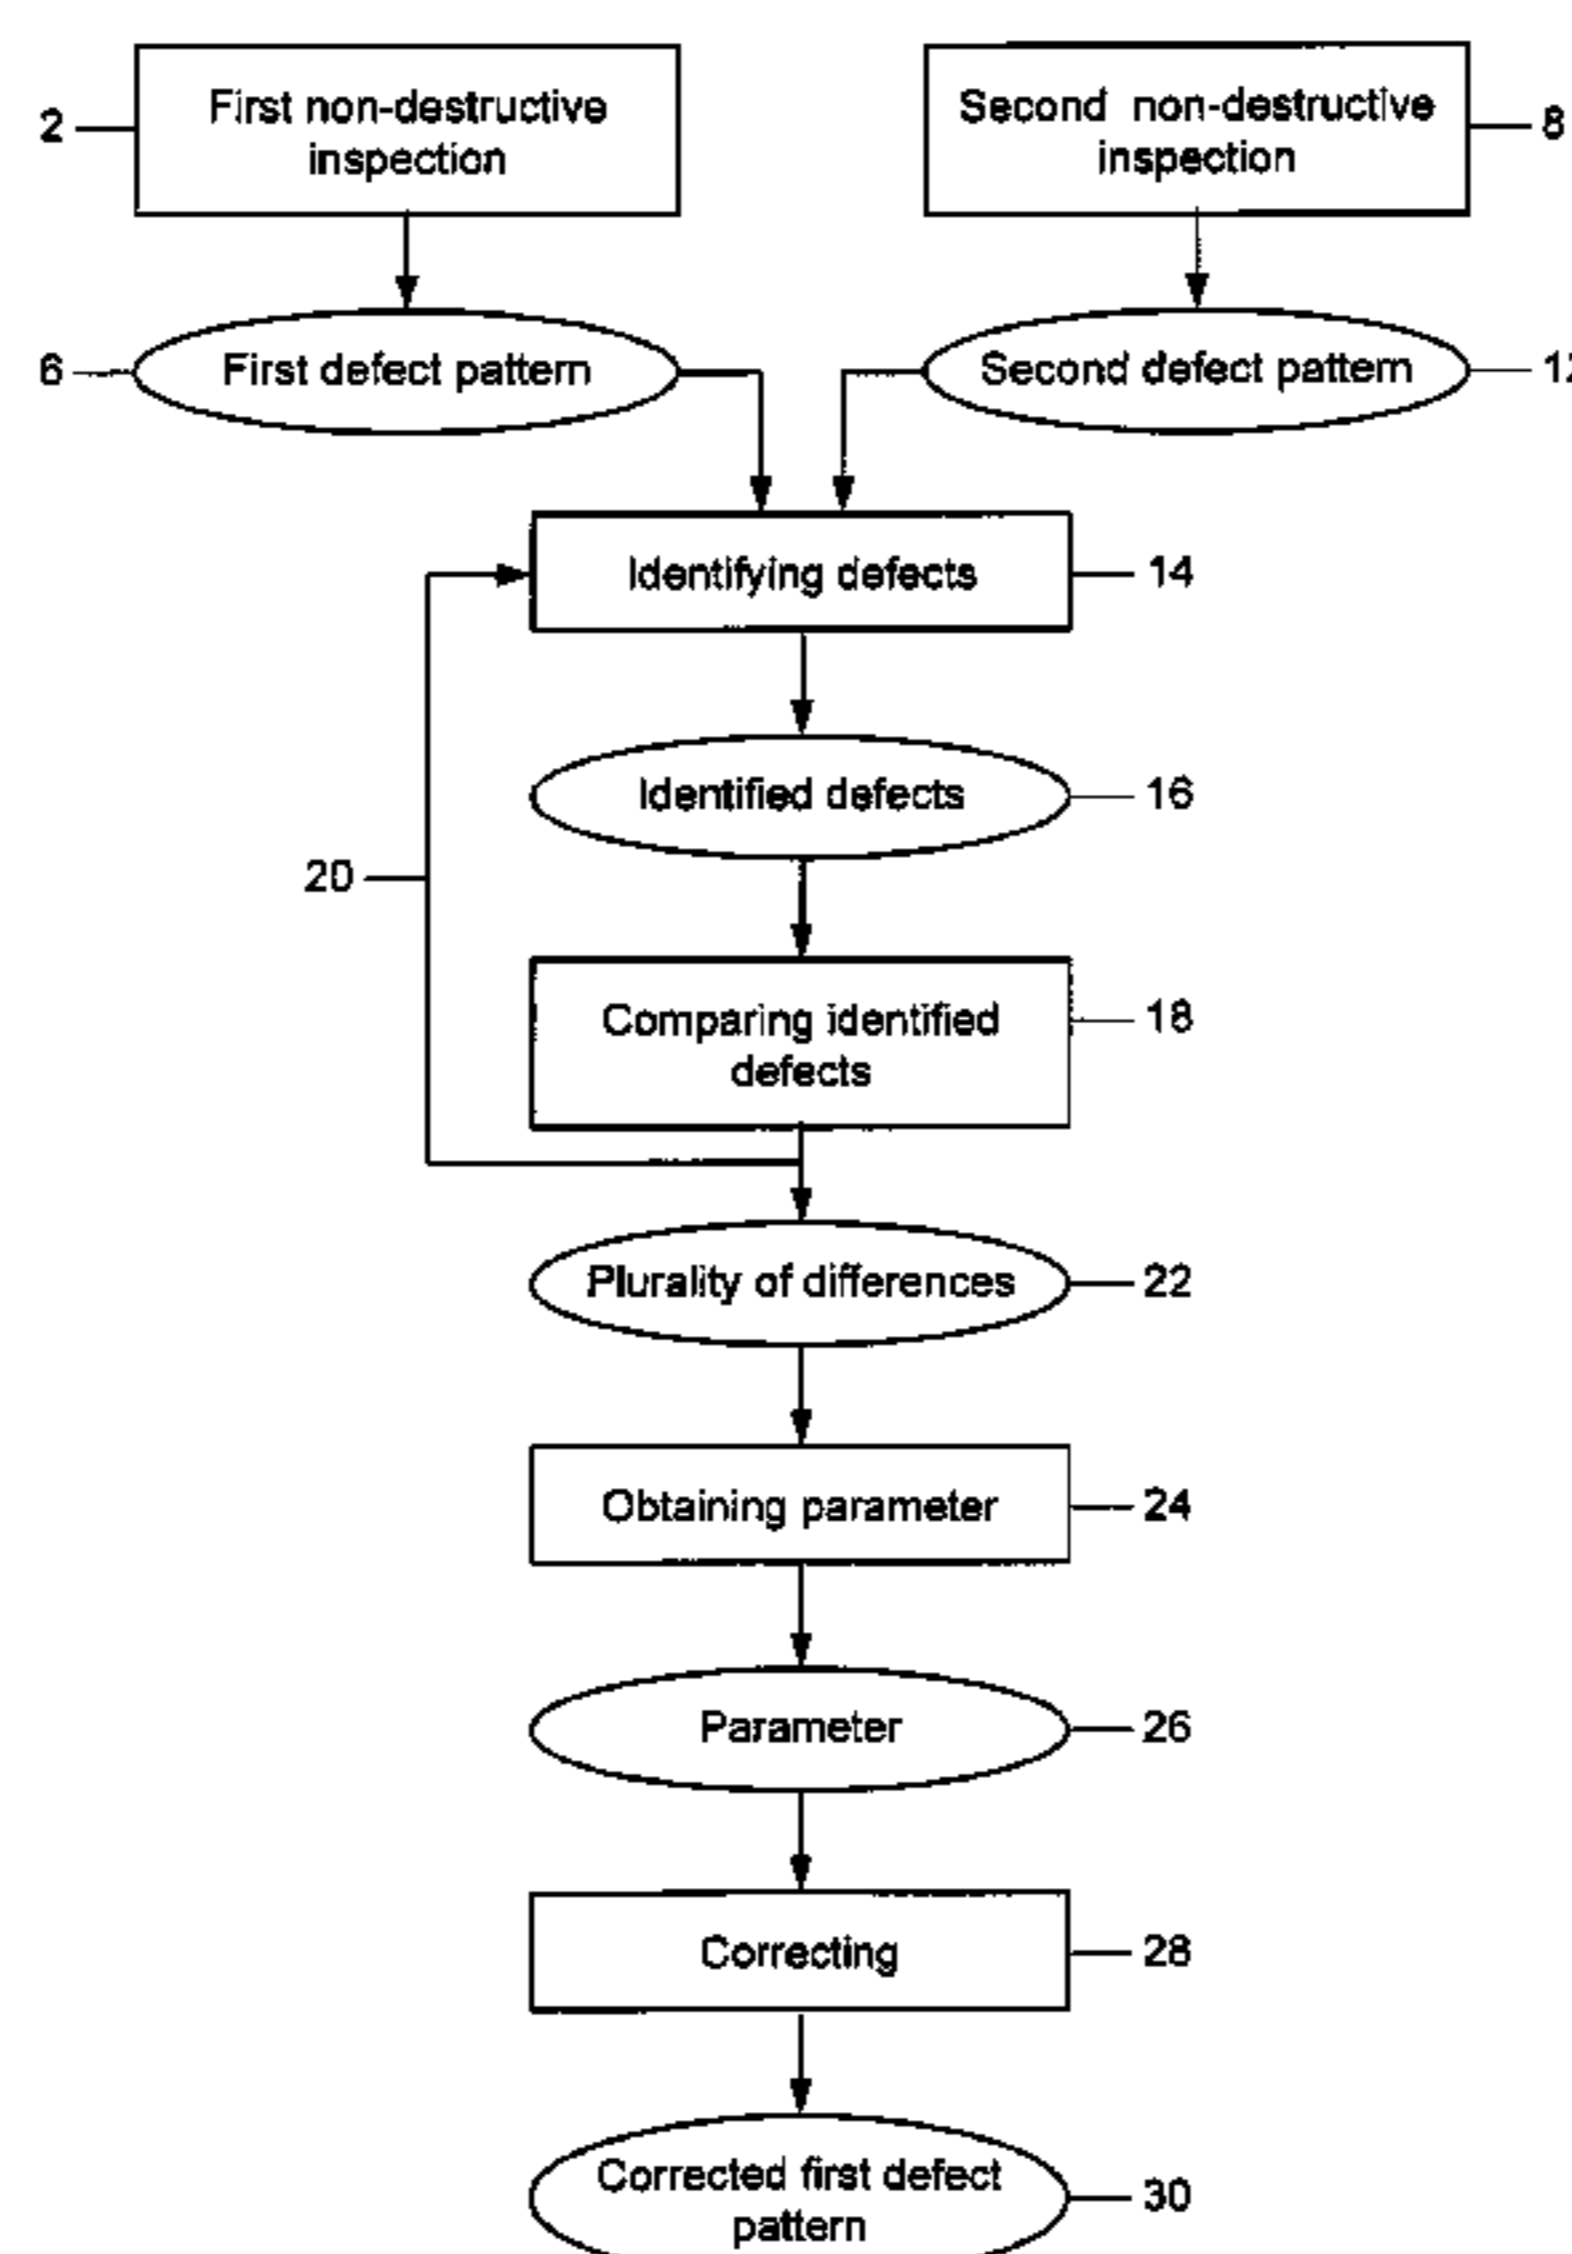 First non-destructive
inspection
2
Second non-destructive
inspection
8
First defect pattern
6
Second defect pattern
12
Identifying defects
14
Identified defects
16
20
Comparing identified
defects
18
Plurality of differences
22
Obtaining parameter
24
Parameter
26
Correcting
28
Corrected first defect
pattern
30